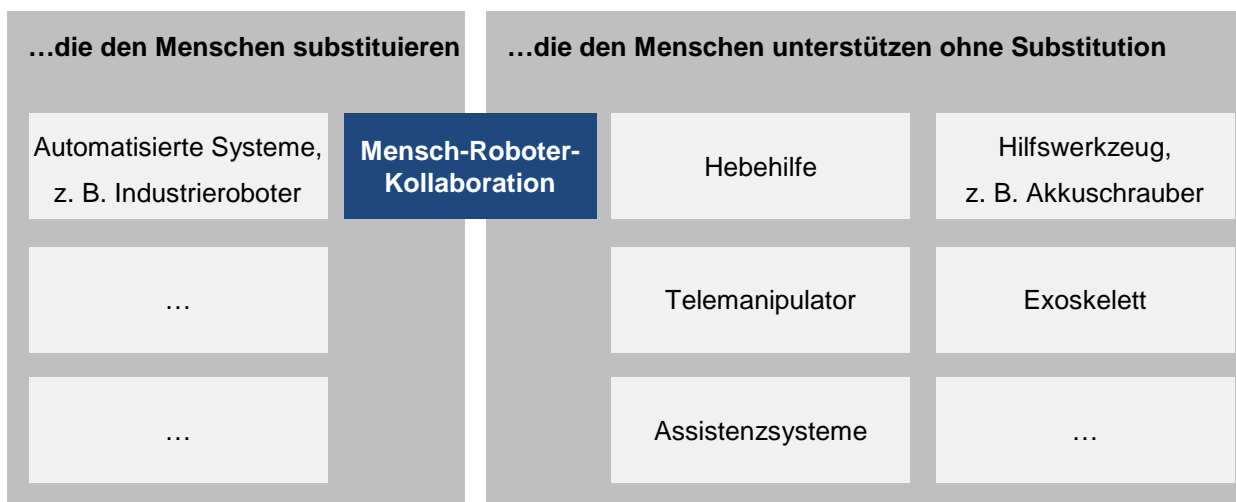 …die den Menschen substituieren
…die den Menschen unterstützen ohne Substitution
Automatisierte Systeme,
z. B. Industrieroboter
Mensch-Roboter-
Kollaboration
Hebehilfe
Hilfswerkzeug,
z. B. Akkuschrauber
…
Telemanipulator
Exoskelett
…
Assistenzsysteme
…